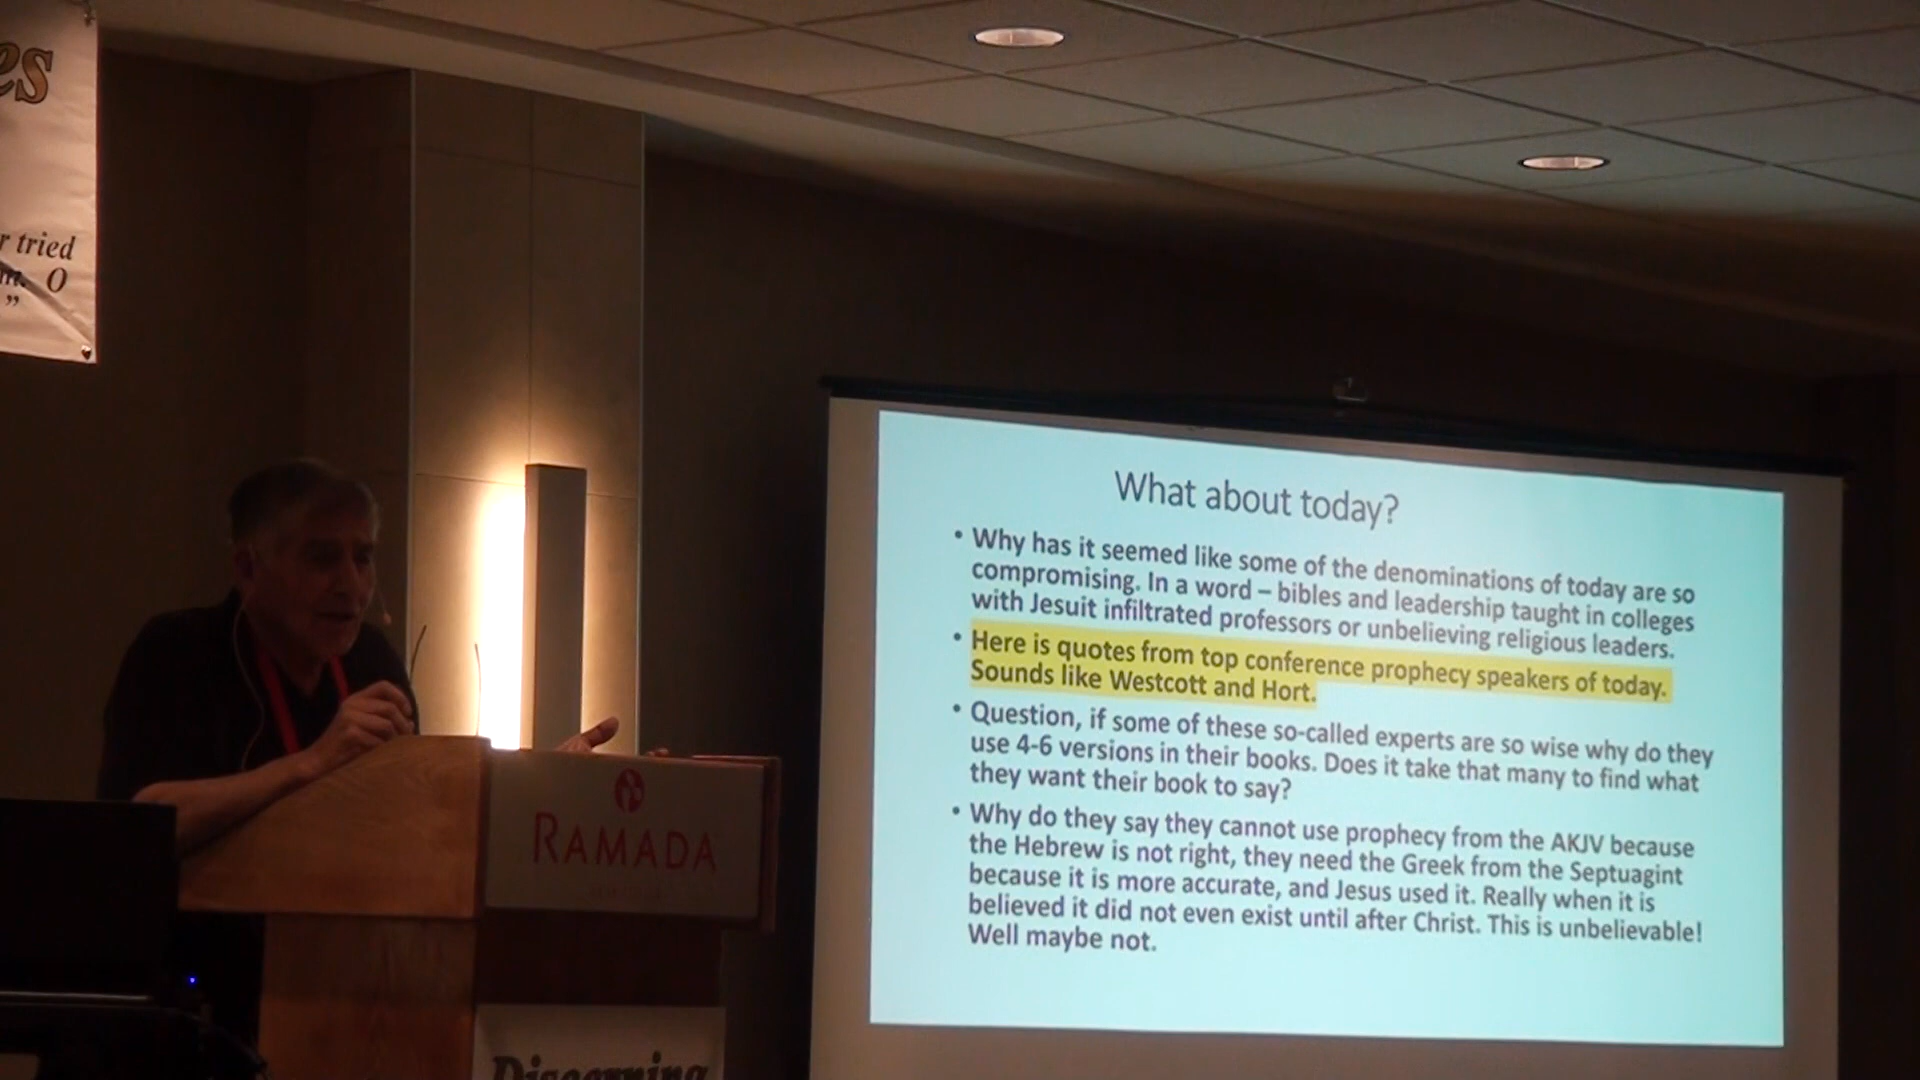 es
r tried
O
”
What about today?
• Why has it seemed like some of the denominations of today are so
compromising. In a word – bibles and leadership taught in colleges
with Jesuit infiltrated professors or unbelieving religious leaders.
• Here is quotes from top conference prophecy speakers of today.
Sounds like Westcott and Hort.
• Question, if some of these so-called experts are so wise why do they
use 4-6 versions in their books. Does it take that many to find what
they want their book to say?
• Why do they say they cannot use prophecy from the AKJV because
the Hebrew is not right, they need the Greek from the Septuagint
because it is more accurate, and Jesus used it. Really when it is
believed it did not even exist until after Christ. This is unbelievable!
Well maybe not.
RAMADA
Discerning